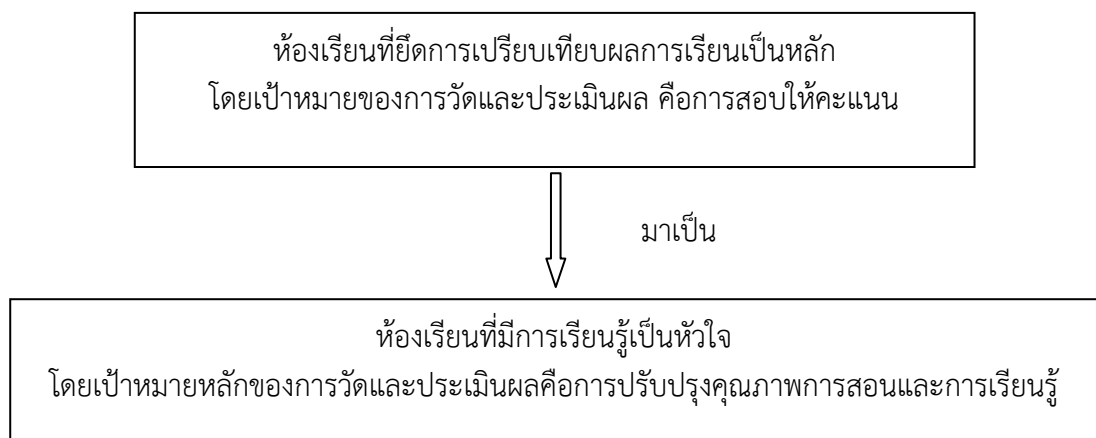 ห้องเรียนที่ยึดการเปรียบเทียบผลการเรียนเป็นหลัก
โดยเป้าหมายของการวัดและประเมินผล คือการสอบให้คะแนน
มาเป็น
ห้องเรียนที่มีการเรียนรู้เป็นหัวใจ
โดยเป้าหมายหลักของการวัดและประเมินผลคือการปรับปรุงคุณภาพการสอนและการเรียนรู้